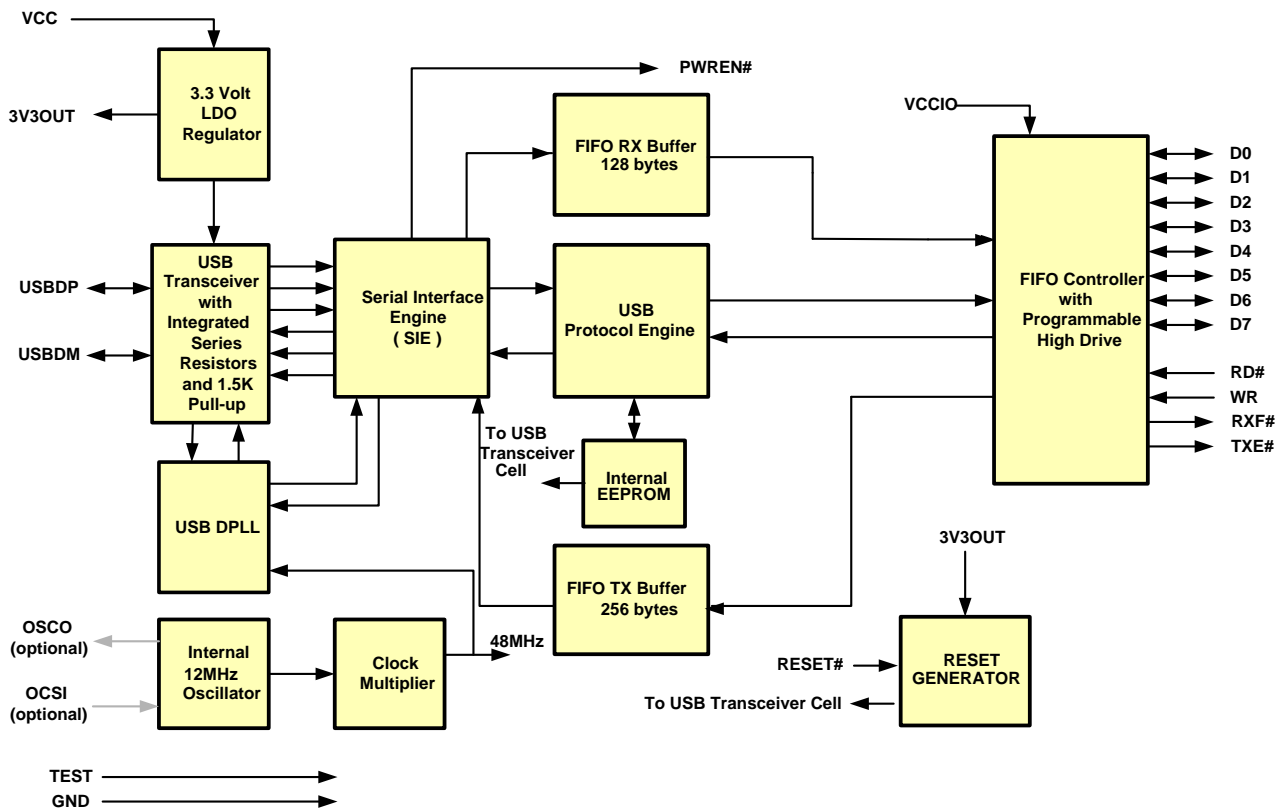 VCC
3.3 Volt
LDO
Regulator
3V3OUT
PWREN#
FIFO RX Buffer
128 bytes
VCCIO
D0
D1
D2
D3
D4
D5
D6
D7
RD#
WR
RXF#
TXE#
FIFO Controller
with
Programmable
High Drive
USBDP
USBDM
USB
Transceiver
with
Integrated
Series
Resistors
and 1.5K
Pull-up
Serial Interface
Engine
( SIE )
USB
Protocol Engine
To USB
Transceiver
Cell
Internal
EEPROM
USB DPLL
FIFO TX Buffer
256 bytes
3V3OUT
RESET#
RESET
GENERATOR
To USB Transceiver Cell
OSCO
(optional)
OCSI
(optional)
Internal
12MHz
Oscillator
Clock
Multiplier
48MHz
TEST
GND